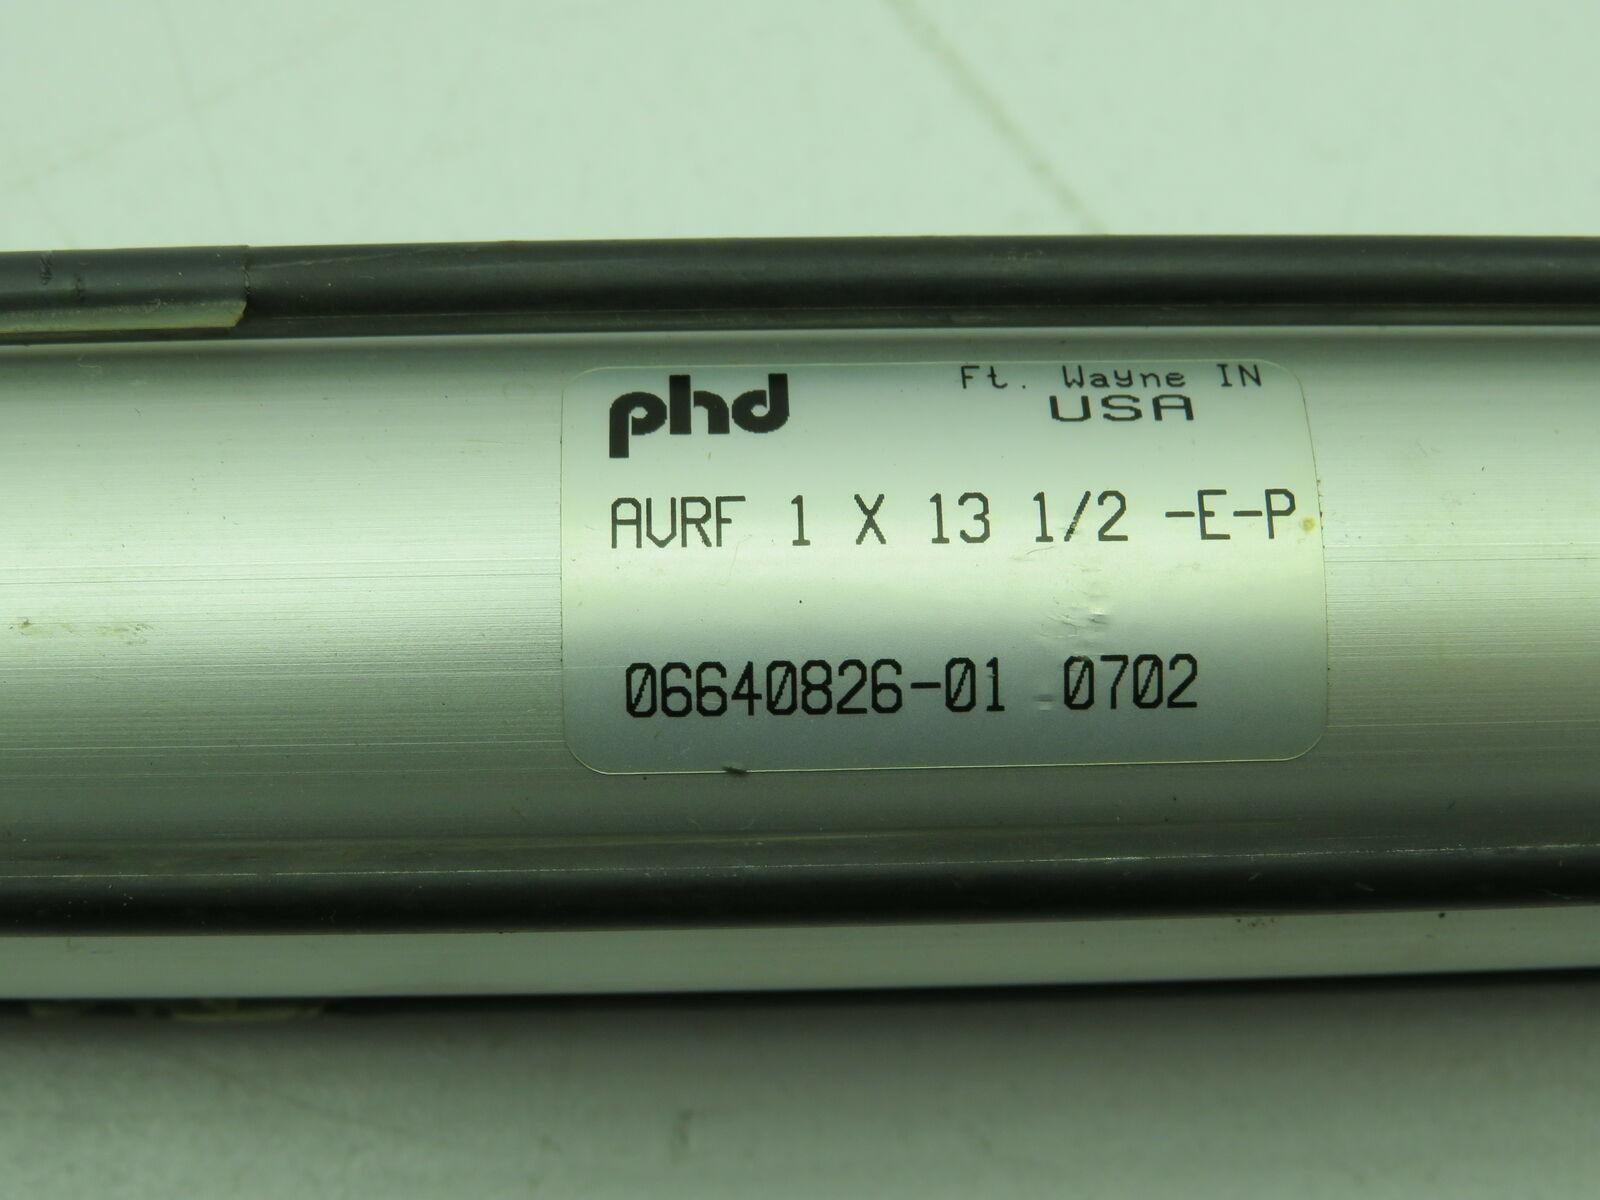 phd
Ft. Wayne IN
USA
AVRF 1 X 13 1/2 -E-P
06640826-01 0702